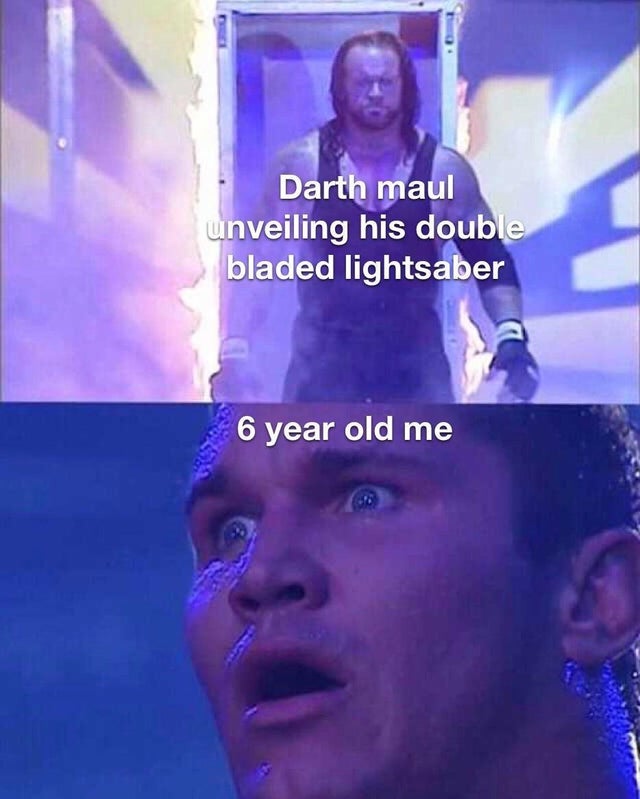 Darth maul
unveiling his double
bladed lightsaber
6 year old me